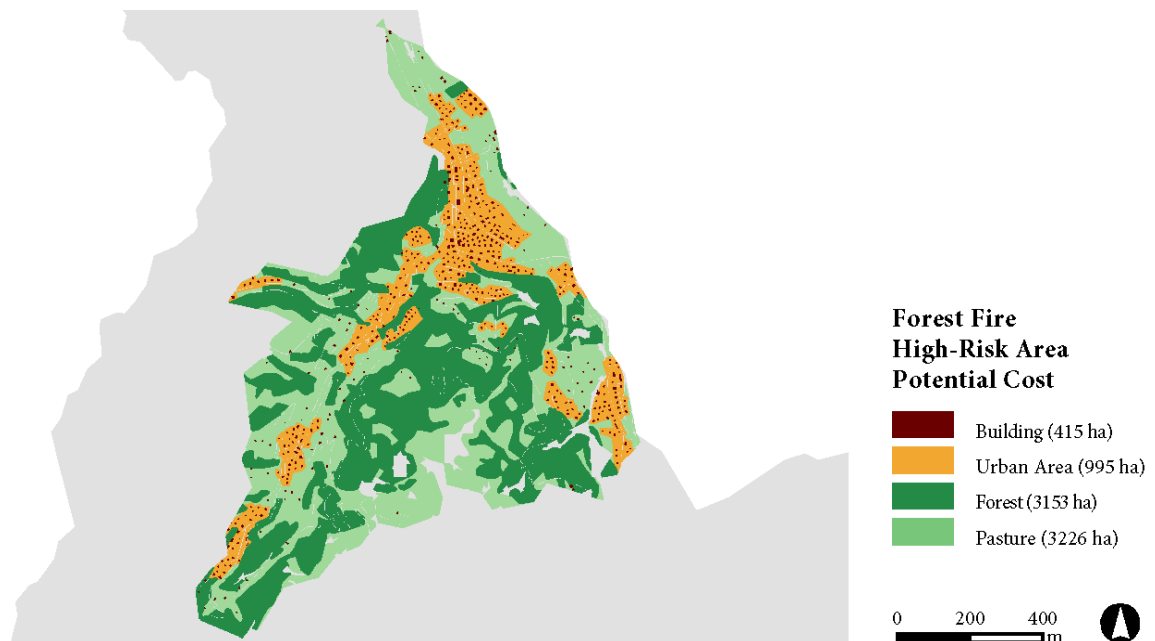 Forest Fire
High-Risk Area
Potential Cost
Building (415 ha)
Urban Area (995 ha)
Forest (3153 ha)
Pasture (3226 ha)
0 200 400
m